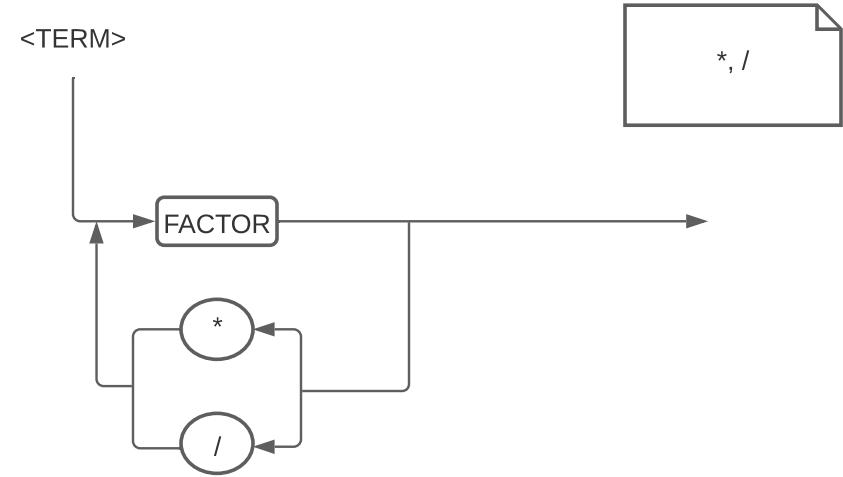 <TERM>
*, /
FACTOR
*
/